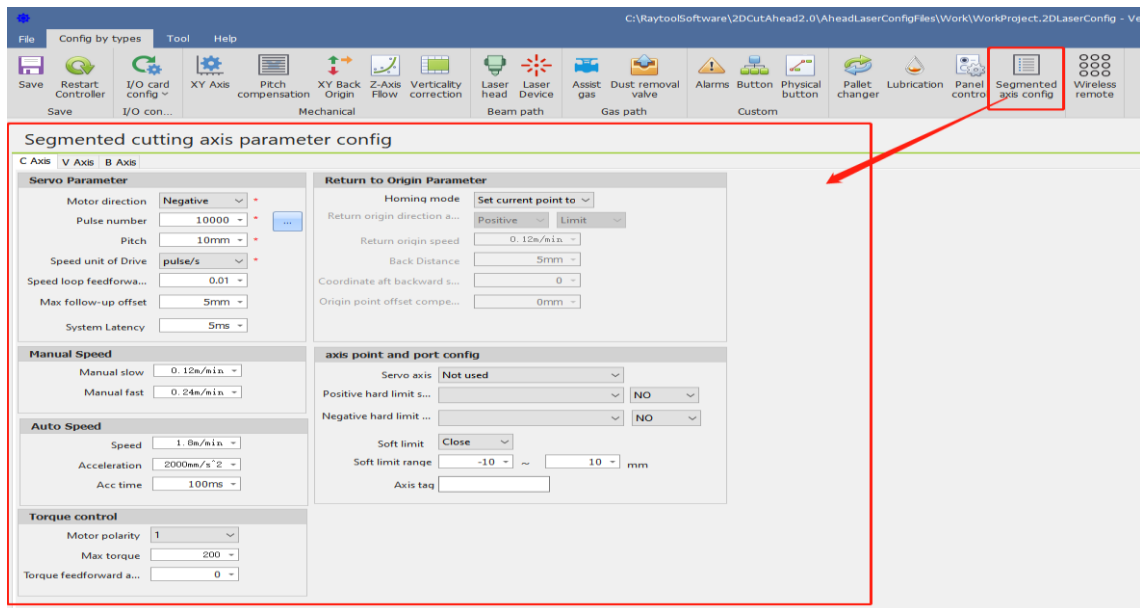 C:\RaytoolSoftware\2DCutAhead2.0\AheadLaserConfigFiles\Work\WorkProject.2DLaserConfig - Ve
File Config by types Tool Help
Save Restart Controller I/O card config XY Axis Pitch compensation XY Back Origin Z-Axis Fllow Verticality correction Laser head Laser Device Assist gas Dust removal valve Alarms Button Physical button Pallet changer Lubrication Panel contro Segmented axis config Wireless remote
Save I/O con... Mechanical Beam path Gas path Custom
Segmented cutting axis parameter config
C Axis V Axis B Axis
Servo Parameter
Motor direction Negative *
Pulse number 10000 * ...
Pitch 10mm *
Speed unit of Drive pulse/s *
Speed loop feedforwa... 0.01
Max follow-up offset 5mm
System Latency 5ms
Manual Speed
Manual slow 0.12m/min
Manual fast 0.24m/min
Auto Speed
Speed 1.8m/min
Acceleration 2000mm/s^2
Acc time 100ms
Torque control
Motor polarity 1
Max torque 200
Torque feedforward a... 0
Return to Origin Parameter
Homing mode Set current point to
Return origin direction a... Positive Limit
Return origin speed 0.12m/min
Back Distance 5mm
Coordinate aft backward s... 0
Origin point offset compe... 0mm
axis point and port config
Servo axis Not used
Positive hard limit s... NO
Negative hard limit ... NO
Soft limit Close
Soft limit range -10 ~ 10 mm
Axis tag